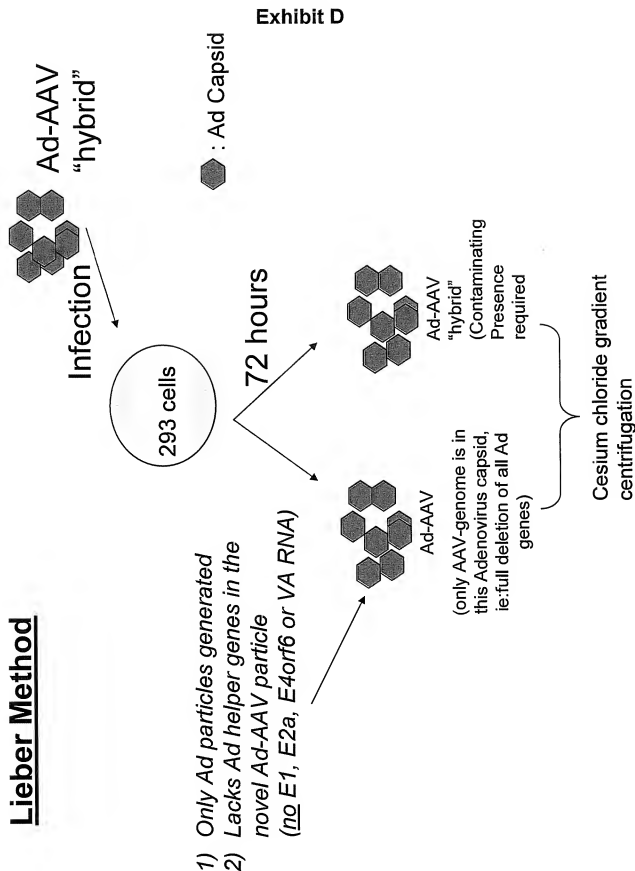 Exhibit D
Lieber Method
Ad-AAV
"hybrid"
Infection
: Ad Capsid
293 cells
72 hours
1) Only Ad particles generated
2) Lacks Ad helper genes in the
novel Ad-AAV particle
(no E1, E2a, E4orf6 or VA RNA)
Ad-AAV
(only AAV-genome is in
this Adenovirus capsid,
ie:full deletion of all Ad
genes)
Ad-AAV
"hybrid"
(Contaminating
Presence
required
Cesium chloride gradient
centrifugation